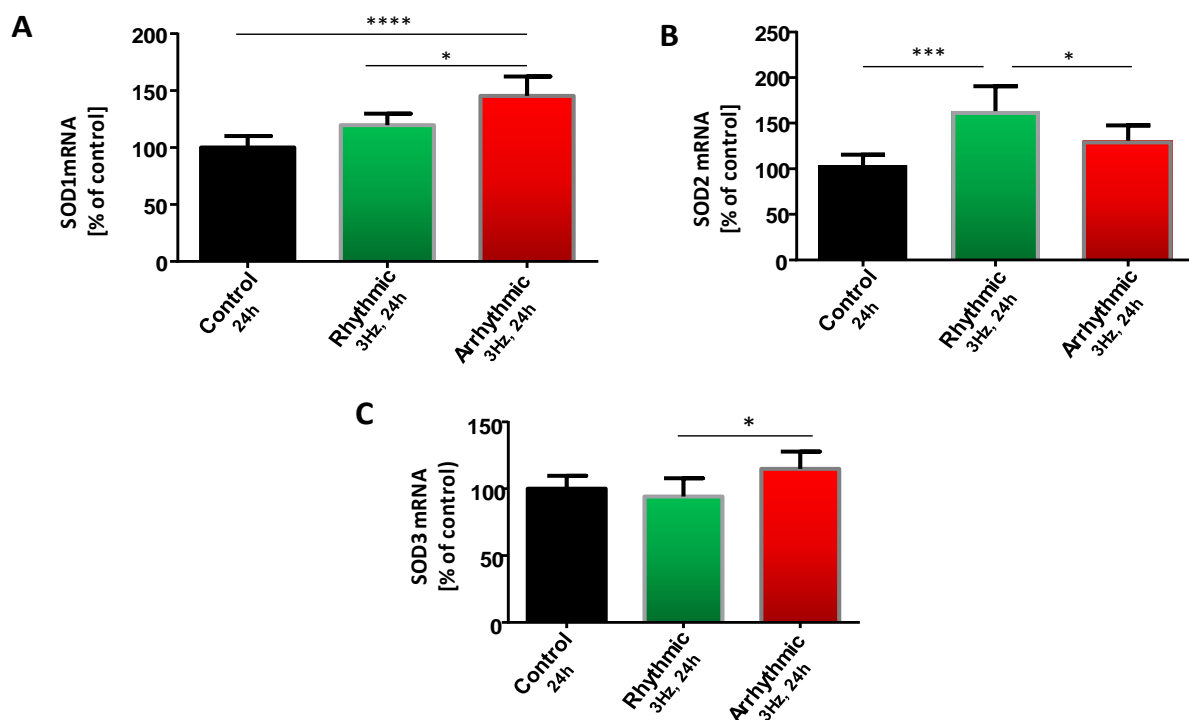 A
SOD1mRNA
[% of control]
200
150
100
50
0
****
*
Control
24h
Rhythmic
3Hz, 24h
Arrhythmic
3Hz, 24h
B
SOD2 mRNA
[% of control]
250
200
150
100
50
0
***
*
Control
24h
Rhythmic
3Hz, 24h
Arrhythmic
3Hz, 24h
C
SOD3 mRNA
[% of control)
150
100
50
0
*
Control
24h
Rhythmic
3Hz, 24h
Arrhythmic
3Hz, 24h